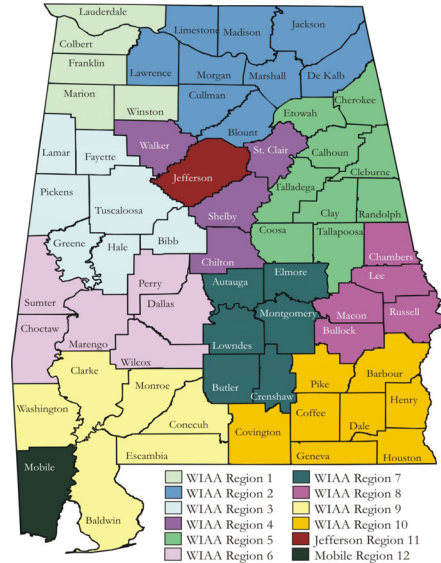 Lauderdale
Limestone
Madison
Jackson
Colbert
Franklin
Lawrence
Morgan
Marshall
De Kalb
Marion
Winston
Cullman
Cherokee
Etowah
Blount
Walker
St. Clair
Calhoun
Lamar
Fayette
Jefferson
Cleburne
Talladega
Pickens
Tuscaloosa
Shelby
Clay
Randolph
Greene
Hale
Bibb
Coosa
Tallapoosa
Chilton
Chambers
Elmore
Autauga
Lee
Perry
Sumter
Dallas
Montgomery
Macon
Russell
Choctaw
Bullock
Marengo
Lowndes
Wilcox
Clarke
Monroe
Butler
Crenshaw
Pike
Barbour
Washington
Conecuh
Coffee
Henry
Covington
Dale
Escambia
Geneva
Houston
Mobile
Baldwin
WIAA Region 1
WIAA Region 2
WIAA Region 3
WIAA Region 4
WIAA Region 5
WIAA Region 6
WIAA Region 7
WIAA Region 8
WIAA Region 9
WIAA Region 10
Jefferson Region 11
Mobile Region 12